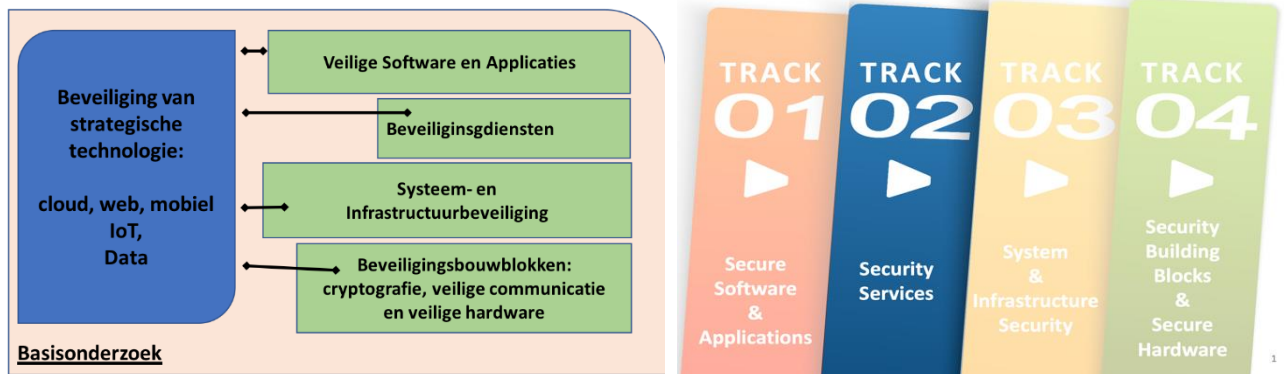 Beveiliging van
strategische
technologie:
cloud, web, mobiel
IoT,
Data
Veilige Software en Applicaties
Beveiliginsgdiensten
Systeem- en
Infrastructuurbeveiliging
Beveiligingsbouwblokken:
cryptografie, veilige communicatie
en veilige hardware
Basisonderzoek
TRACK
01
Secure
Software
&
Applications
TRACK
02
Security
Services
TRACK
03
System
&
Infrastructure
Security
TRACK
04
Security
Building
Blocks
&
Secure
Hardware
1